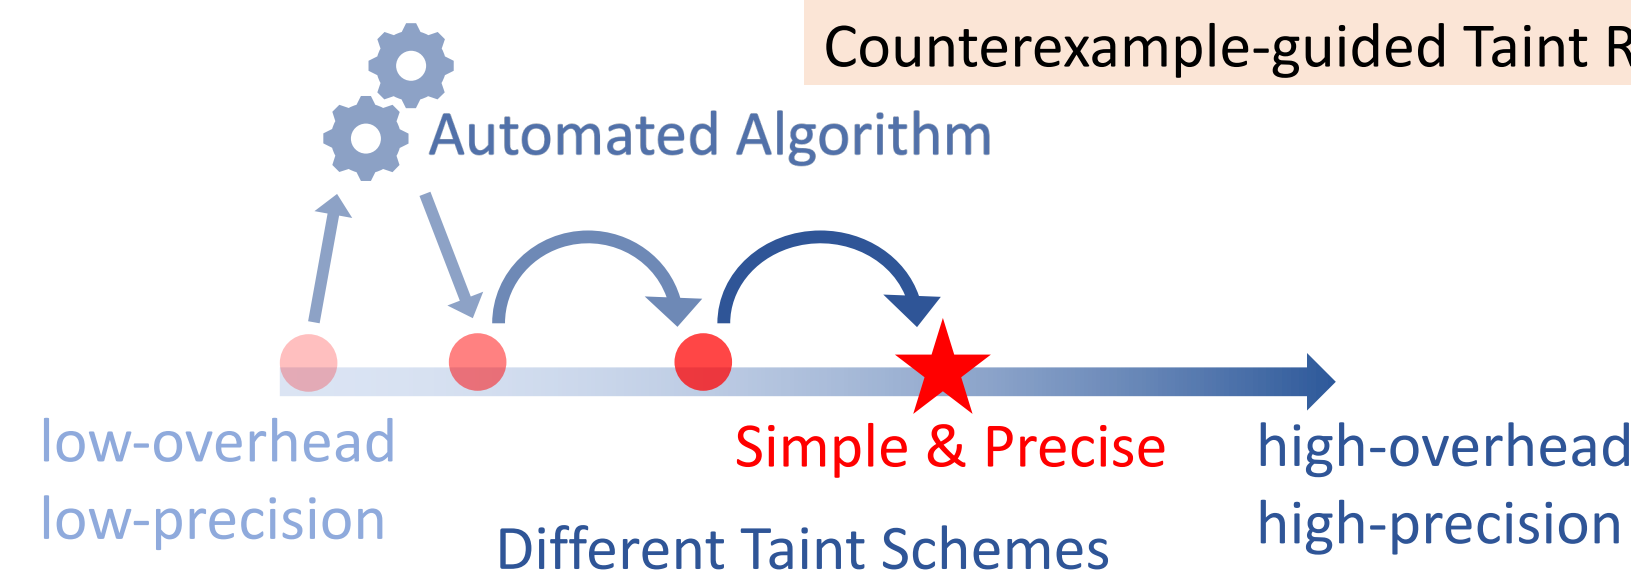 Counterexample-guided Taint R
Automated Algorithm
low-overhead
low-precision
Simple & Precise
high-overhead
high-precision
Different Taint Schemes